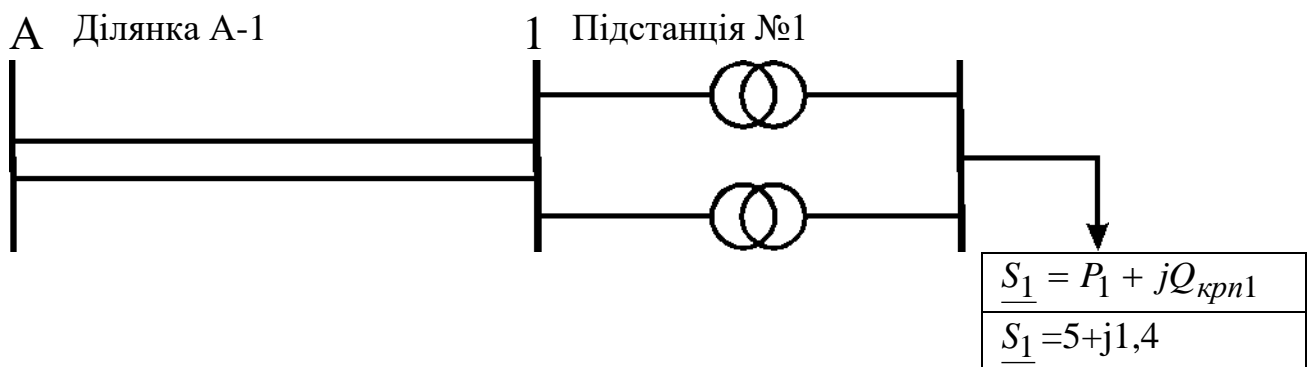 А Ділянка А-1 1 Підстанція №1
S1 = P1 + jQкрп1
S1 =5+j1,4